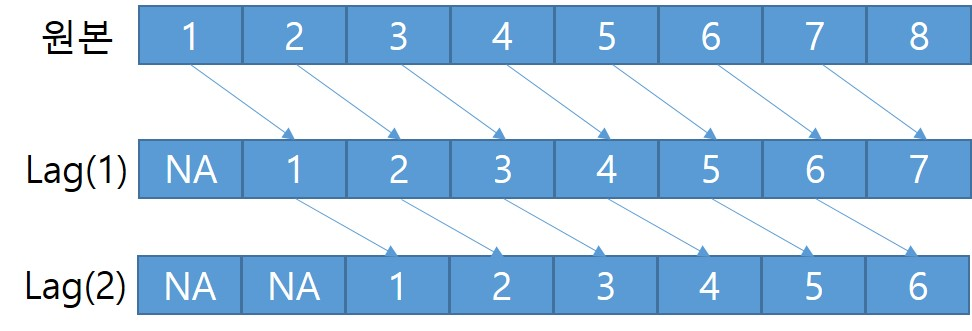 원본 1 2 3 4 5 6 7 8
Lag(1) NA 1 2 3 4 5 6 7
Lag(2) NA NA 1 2 3 4 5 6